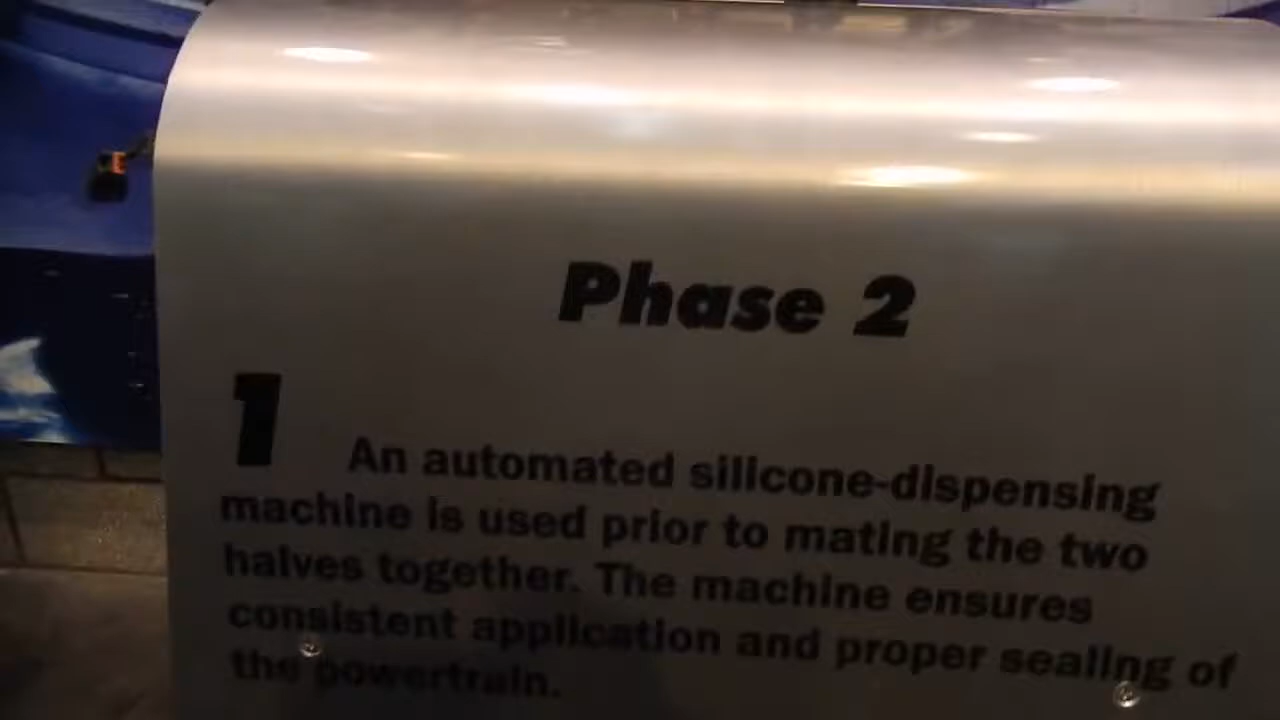 Phase 2
1 An automated silicone-dispensing
machine is used prior to mating the two
halves together. The machine ensures
consistent application and proper sealing of
the powertrain.